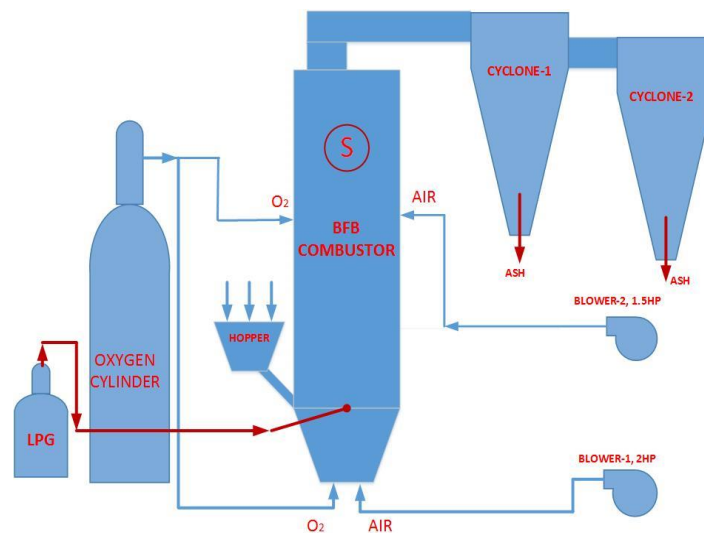 CYCLONE-1
CYCLONE-2
S
O₂
AIR
BFB
COMBUSTOR
ASH
ASH
BLOWER-2, 1.5HP
HOPPER
OXYGEN
CYLINDER
LPG
BLOWER-1, 2HP
O₂
AIR